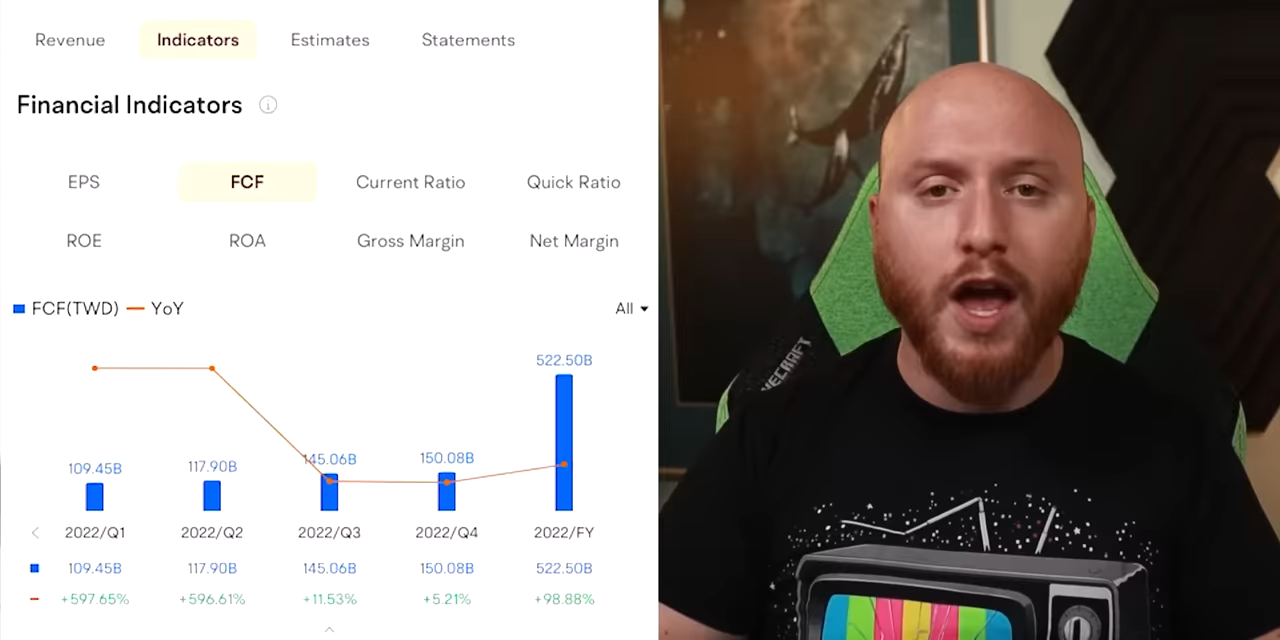 Revenue Indicators Estimates Statements
Financial Indicators
EPS FCF Current Ratio Quick Ratio
ROE ROA Gross Margin Net Margin
FCF(TWD) YoY All
522.50B
109.45B 117.90B 145.06B 150.08B
2022/Q1 2022/Q2 2022/Q3 2022/Q4 2022/FY
109.45B 117.90B 145.06B 150.08B 522.50B
+597.65% +596.61% +11.53% +5.21% +98.88%
NECRAFT